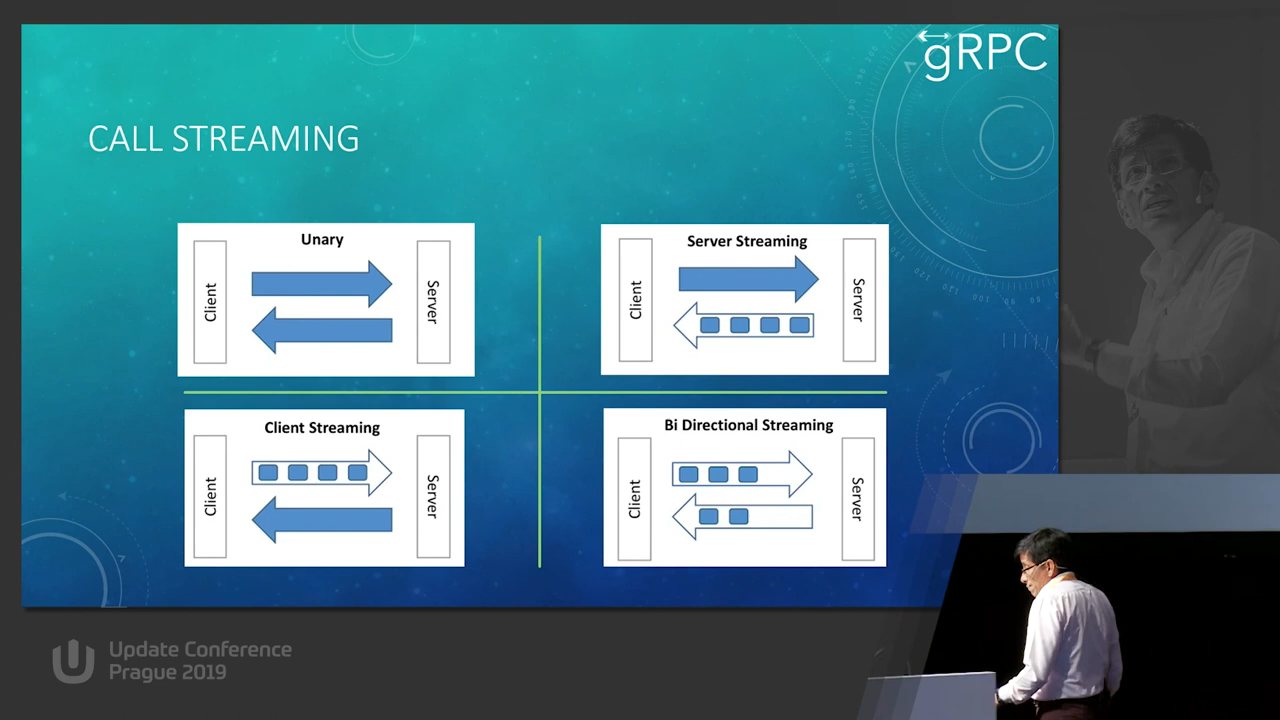 gRPC
CALL STREAMING
Unary
Client
Server
Server Streaming
Client
Server
Client Streaming
Client
Server
Bi Directional Streaming
Client
Server
Update Conference
Prague 2019